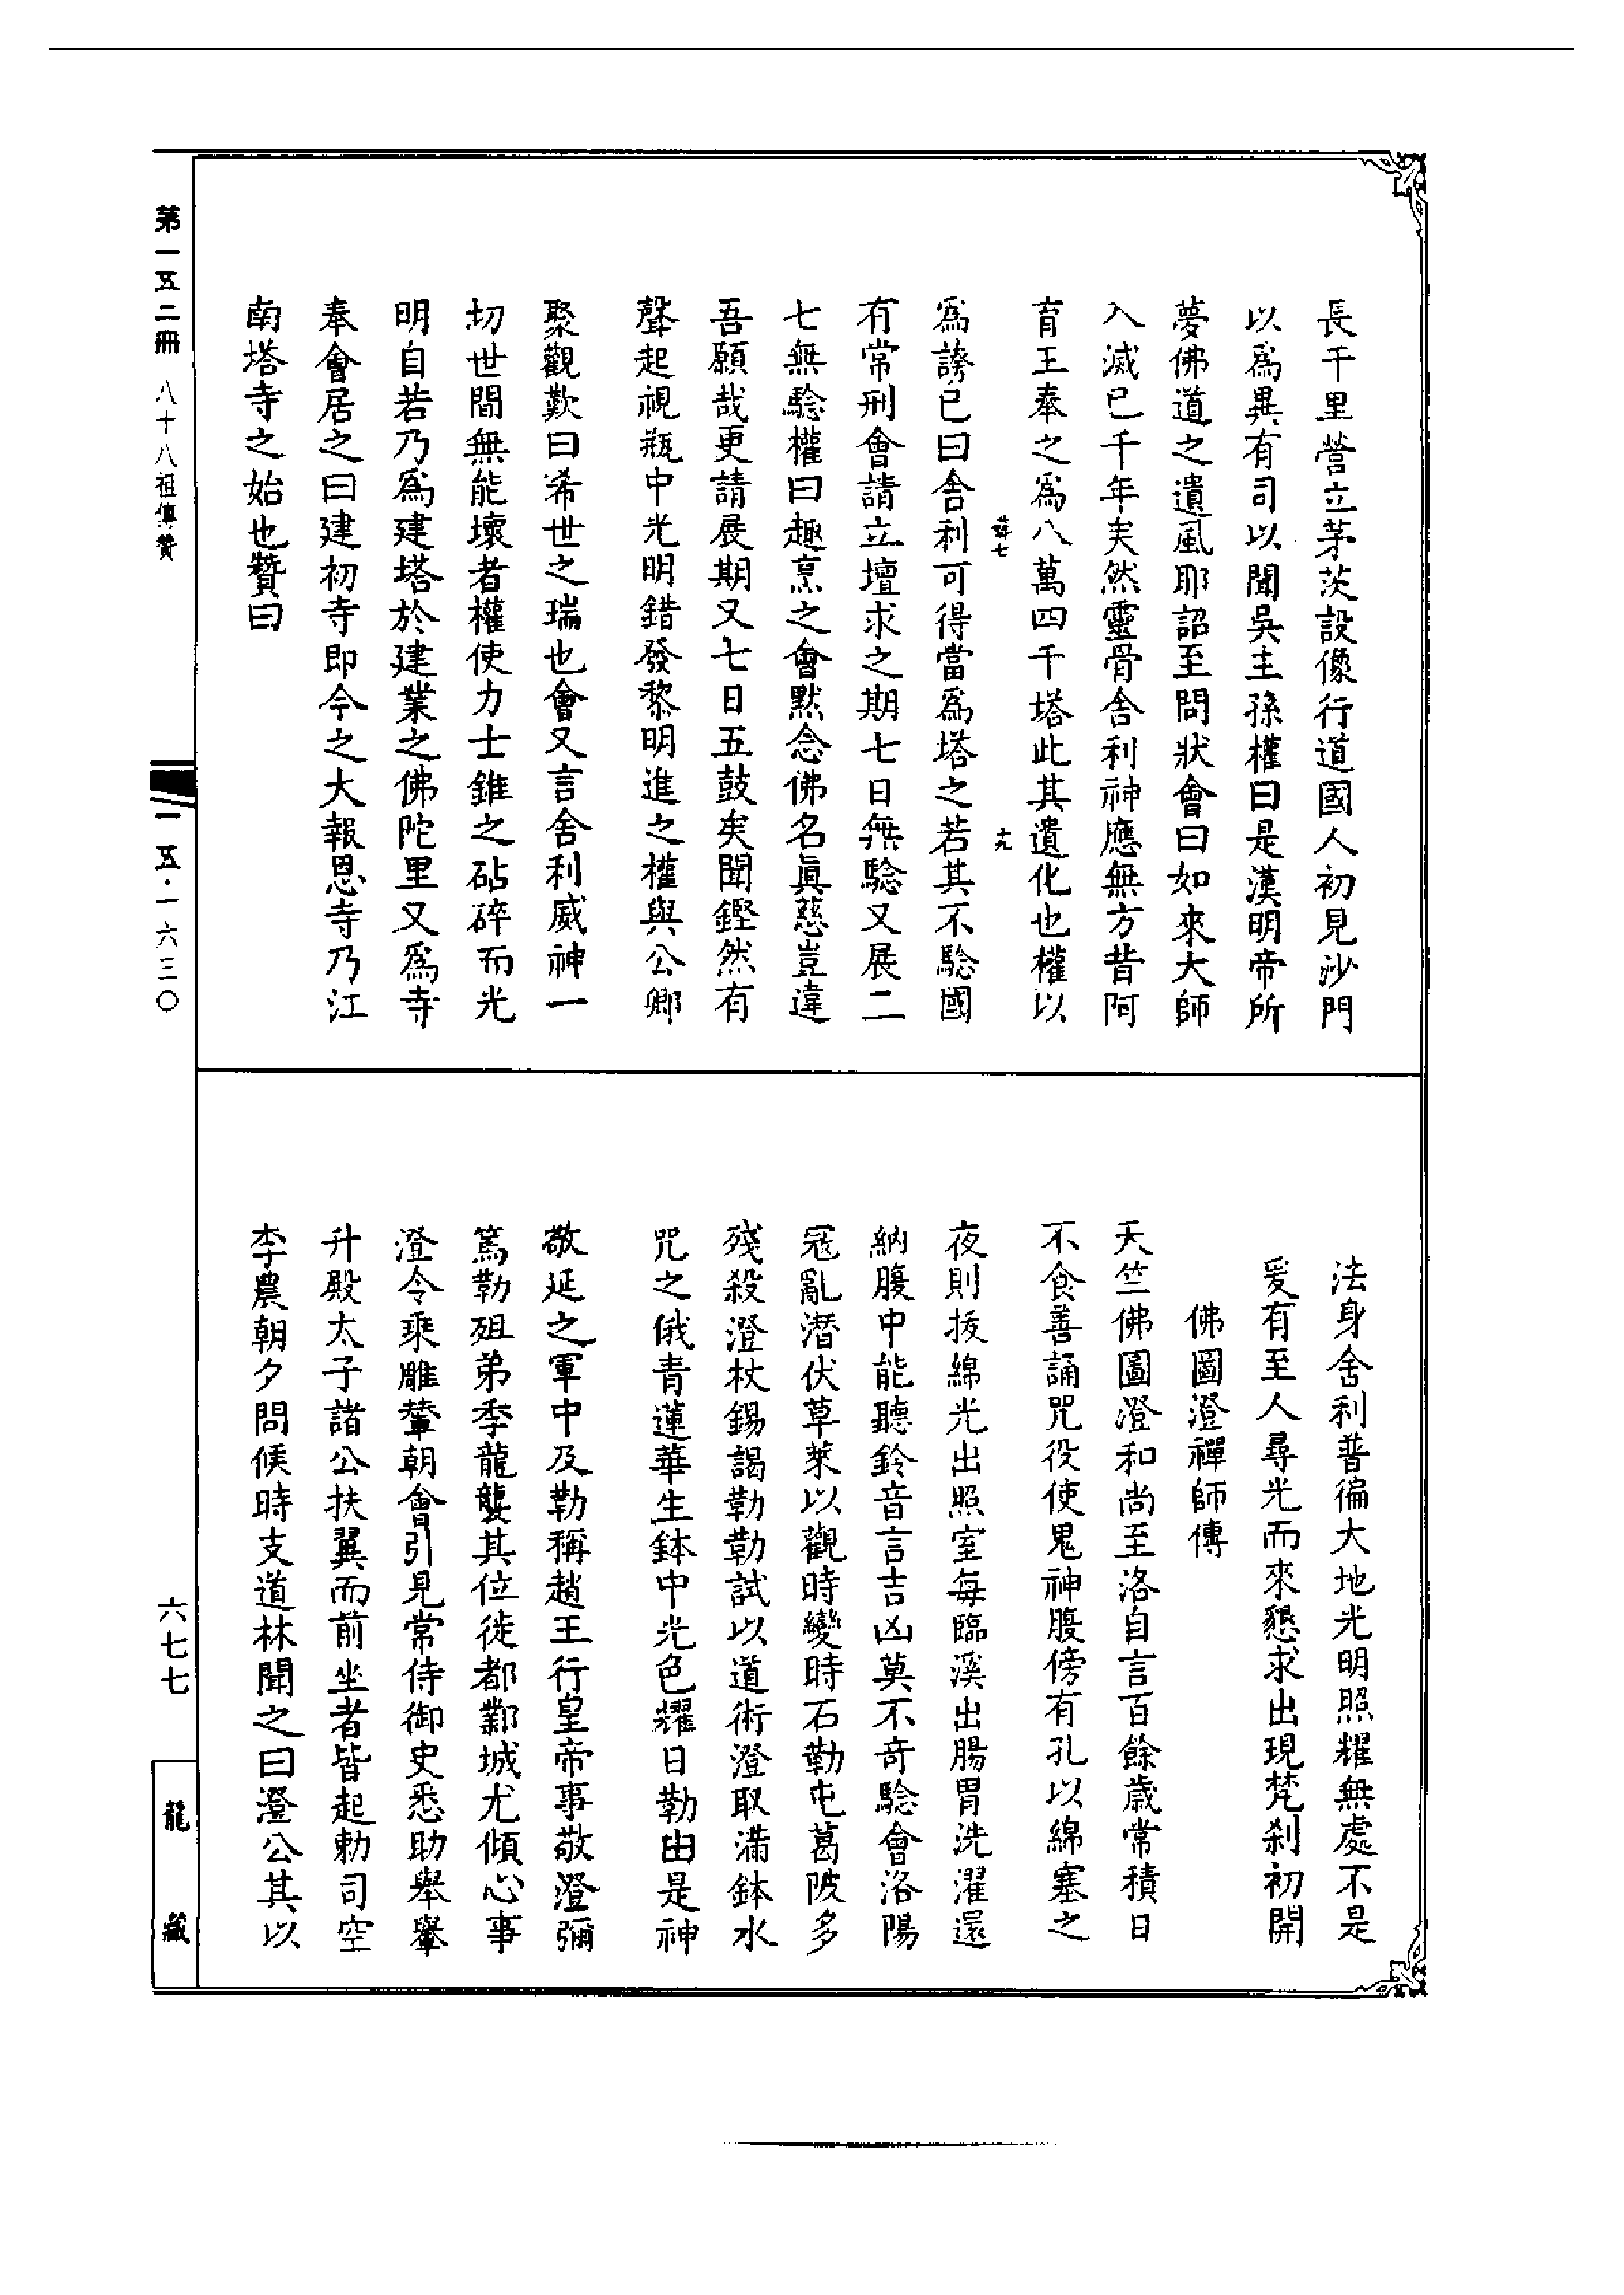 長干里營立茅茨設像行道國人初見沙門
以爲異有司以聞吳主孫權曰是漢明帝所
夢佛道之遺風耶詔至問狀會曰如來大師
入滅已千年矣然靈骨舍利神應無方昔阿
育王奉之爲八萬四千塔此其遺化也權以
薛七
十九
爲誇已曰舍利可得當爲塔之若其不驗國
有常刑會請立壇求之期七日無驗又展二
七無驗權曰趣烹之會默念佛名眞慈豈違
吾願哉更請展期又七日五鼓矣聞鏗然有
聲起視瓶中光明錯發黎明進之權與公卿
聚觀歎曰希世之瑞也會又言舍利威神一
切世間無能壞者權使力士錐之砧碎而光
明自若乃爲建塔於建業之佛陀里又爲寺
奉會居之曰建初寺即今之大報恩寺乃江
南塔寺之始也贊曰
法身舍利普徧大地光明照耀無處不是
爰有至人尋光而來懇求出現梵刹初開
佛圖澄禪師傳
天竺佛圖澄和尚至洛自言百餘歲常積日
不食善誦咒役使鬼神腹傍有孔以綿塞之
夜則拔綿光出照室每臨溪出腸胃洗濯還
納腹中能聽鈴音言吉凶莫不奇驗會洛陽
冦亂潛伏草萊以觀時變時石勒屯葛陂多
殘殺澄杖錫謁勒勒試以道術澄取滿鉢水
咒之俄青蓮華生鉢中光色耀日勒由是神
敬延之軍中及勒稱趙王行皇帝事敬澄彌
篤勒殂弟季龍襲其位徙都鄴城尤傾心事
澄令乘雕輦朝會引見常侍御史悉助舉轝
升殿太子諸公扶翼而前坐者皆起勅司空
李農朝夕問候時支道林聞之曰澄公其以
第一五二冊
八十八祖傳贊
一五·一六三〇
六七七
龍藏